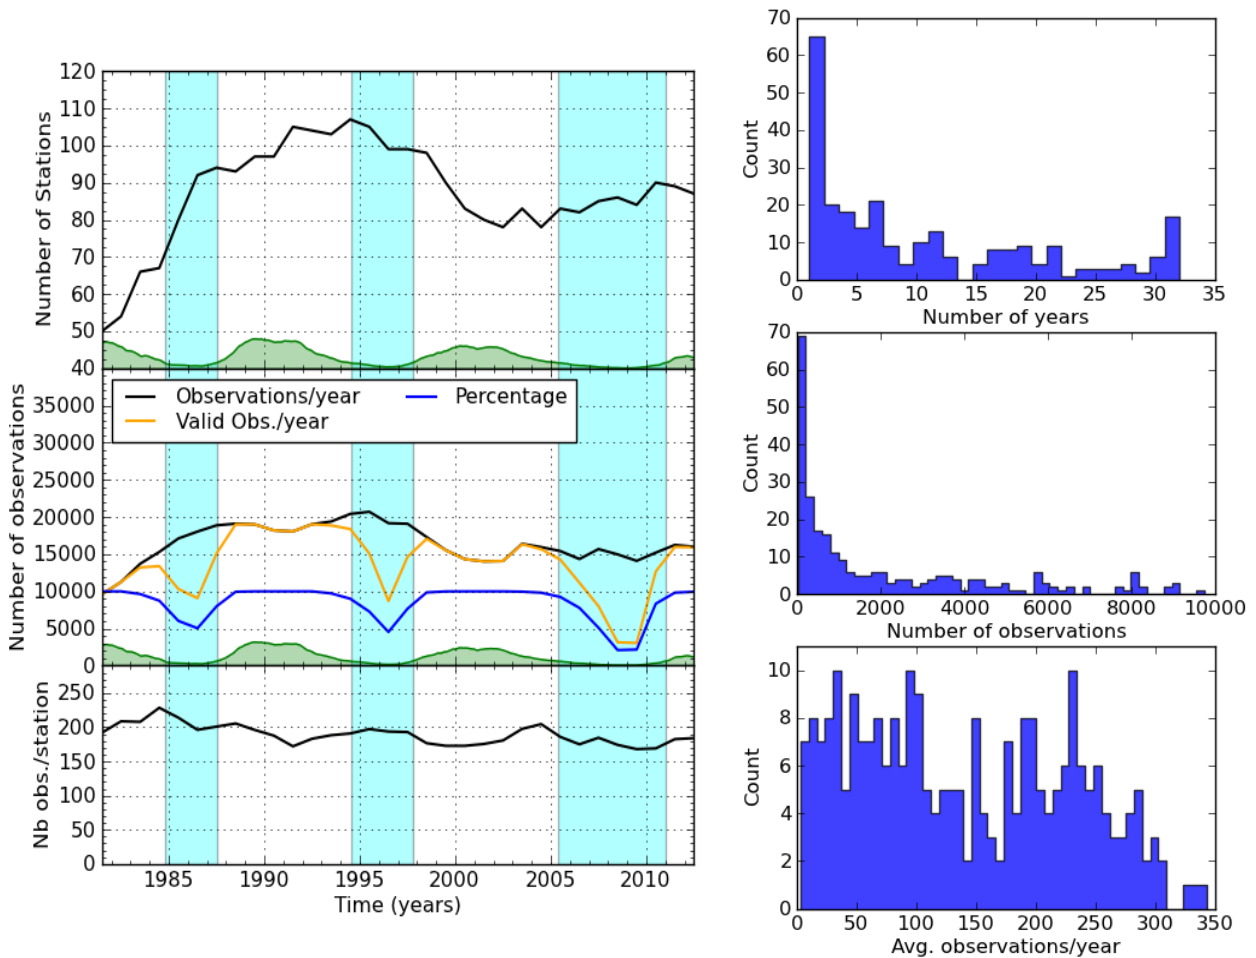 120
110
100
90
80
70
60
50
40
Number of Stations
35000
30000
25000
20000
15000
10000
5000
0
Number of observations
Observations/year
Percentage
Valid Obs./year
250
200
150
100
50
0
Nb obs./station
1985 1990 1995 2000 2005 2010
Time (years)
70
60
50
40
30
20
10
0
Count
0 5 10 15 20 25 30 35
Number of years
70
60
50
40
30
20
10
0
Count
0 2000 4000 6000 8000 10000
Number of observations
10
8
6
4
2
0
Count
0 50 100 150 200 250 300 350
Avg. observations/year